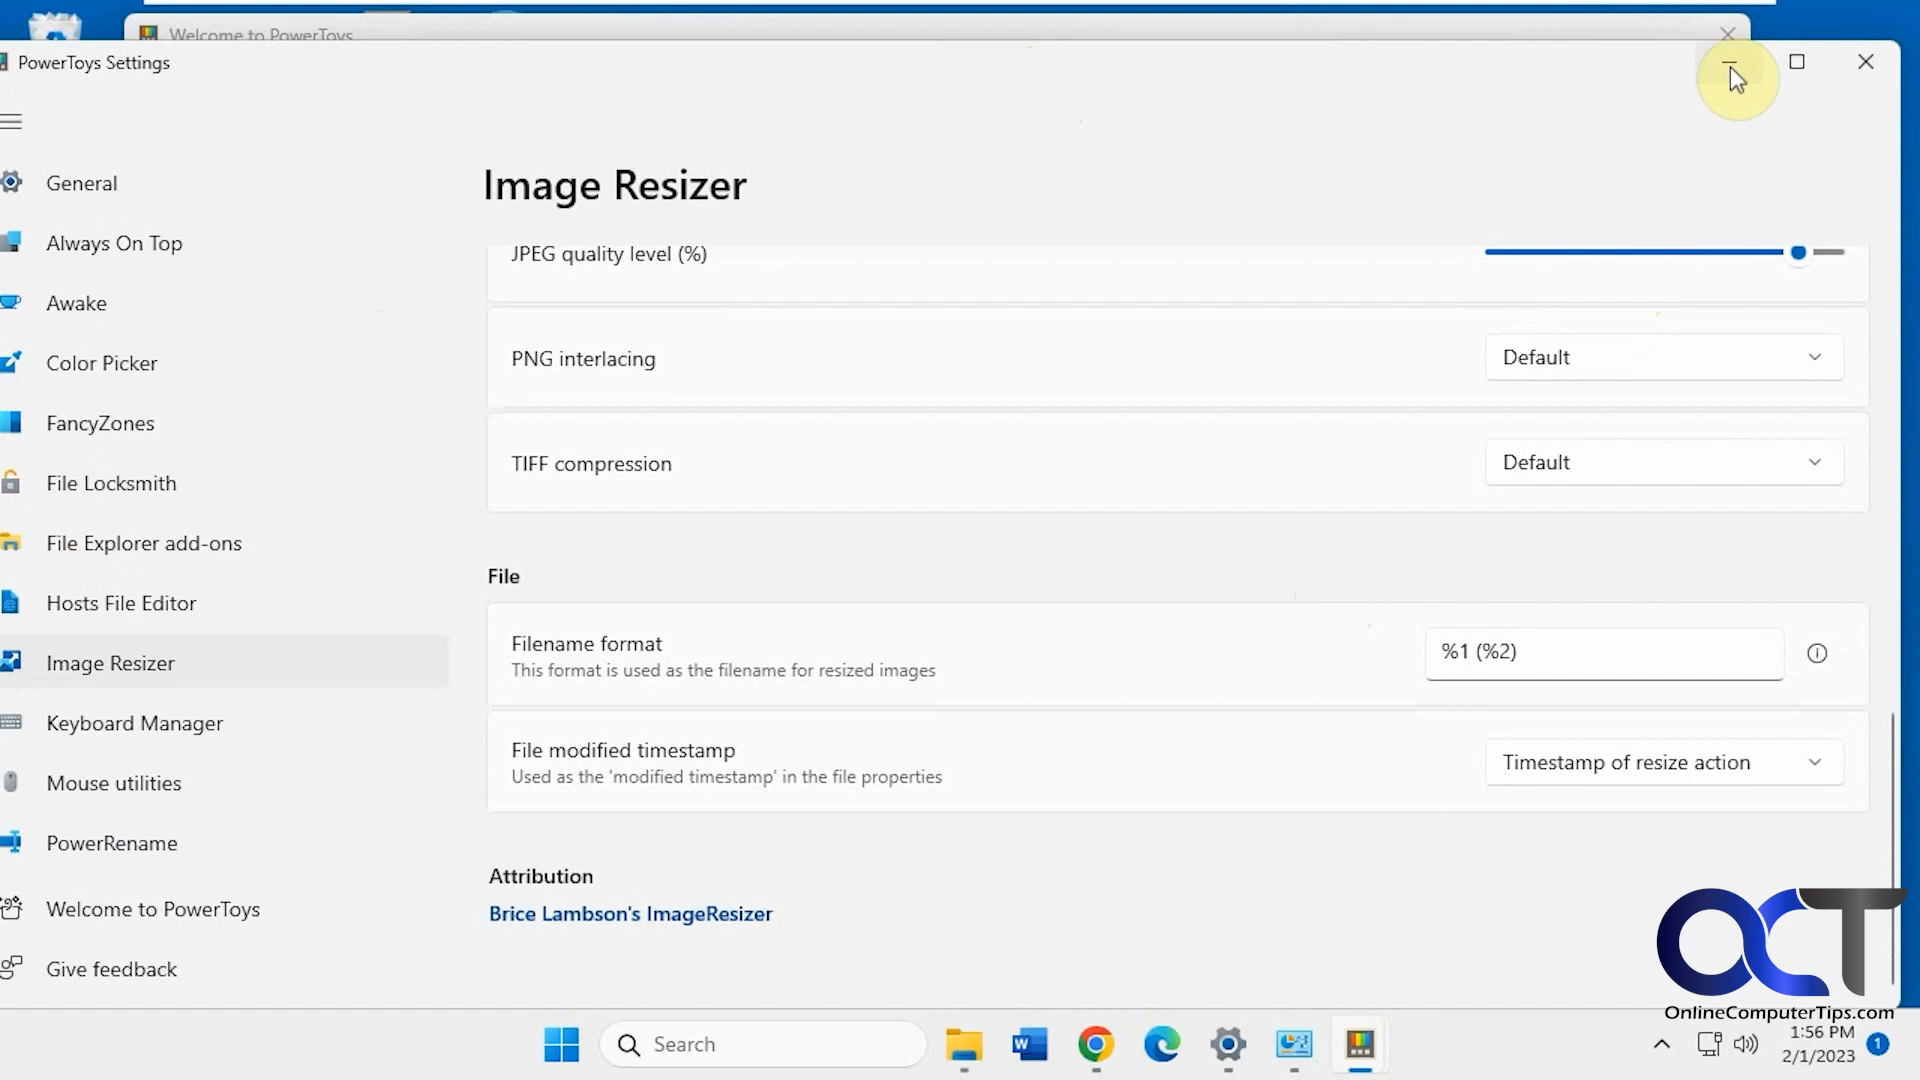 Welcome to PowerToys
PowerToys Settings
General
Always On Top
Awake
Color Picker
FancyZones
File Locksmith
File Explorer add-ons
Hosts File Editor
Image Resizer
Keyboard Manager
Mouse utilities
PowerRename
Welcome to PowerToys
Give feedback
Image Resizer
JPEG quality level (%)
PNG interlacing
Default
TIFF compression
Default
File
Filename format
This format is used as the filename for resized images
%1 (%2)
File modified timestamp
Used as the 'modified timestamp' in the file properties
Timestamp of resize action
Attribution
Brice Lambson's ImageResizer
OCT
OnlineComputerTips.com
Search
W
1:56 PM
2/1/2023
1